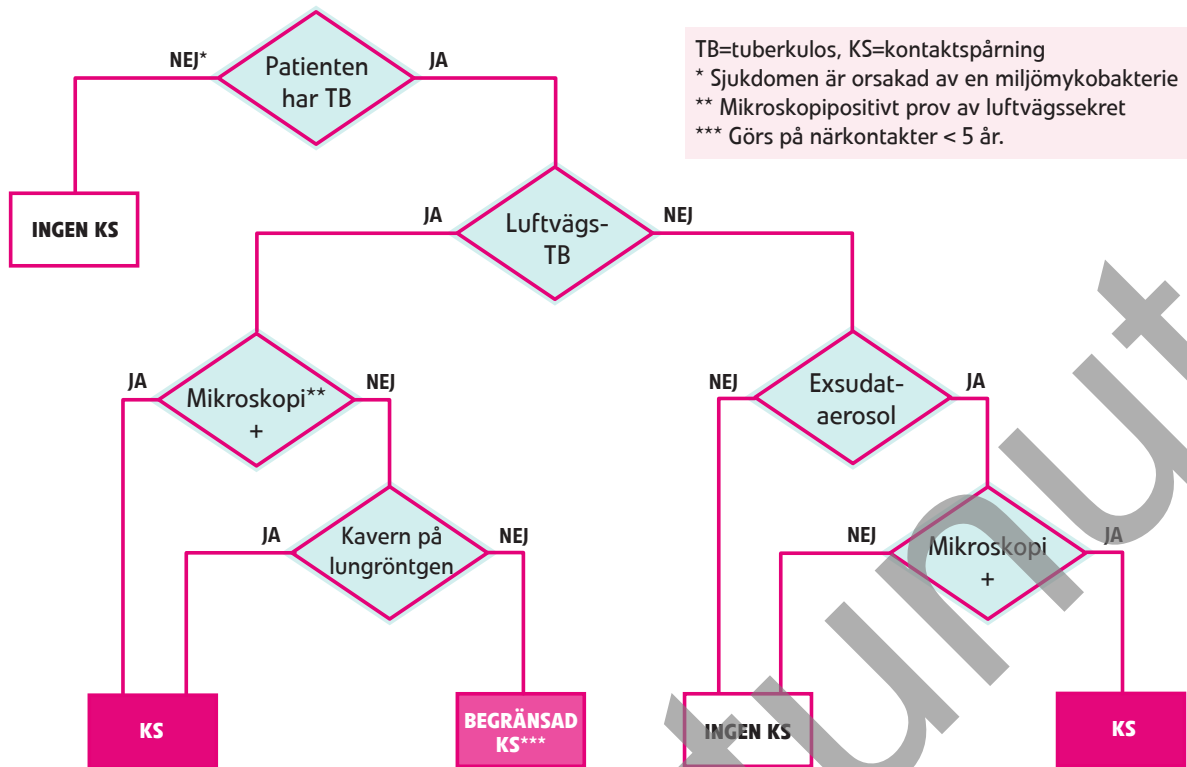 TB=tuberkulos, KS=kontaktspårning
* Sjukdomen är orsakad av en miljömykobakterie
** Mikroskopipositivt prov av luftvägssekret
*** Görs på närkontakter < 5 år.
NEJ*
Patienten
har TB
JA
INGEN KS
JA
Luftvägs-
TB
NEJ
JA
Mikroskopi**
+
NEJ
NEJ
Exsudat-
aerosol
JA
JA
Kavern på
lungröntgen
NEJ
NEJ
Mikroskopi
+
JA
KS
BEGRÄNSAD
KS***
INGEN KS
KS